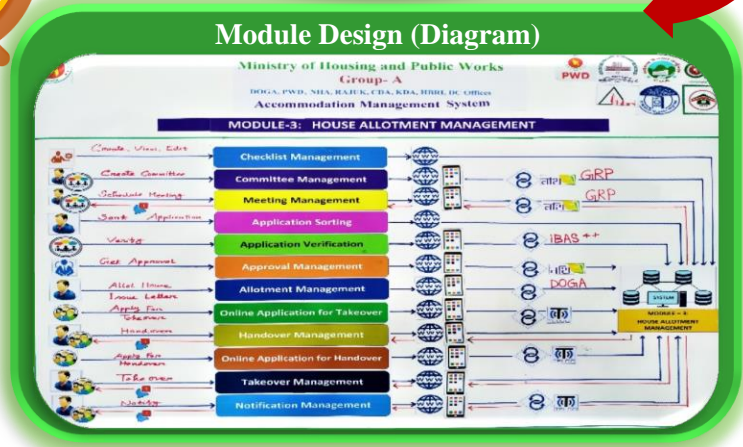 Module Design (Diagram)
Ministry of Housing and Public Works
Group- A
DOGA, PWD, NHA, RAJUK, CDA, KDA, HBRI, DC Offices
Accommodation Management System
PWD
MODULE-3: HOUSE ALLOTMENT MANAGEMENT
Create, View, Edit
Checklist Management
Create Committee
Committee Management
GRP
Schedule Meeting
Meeting Management
GRP
Sort Application
Application Sorting
Verify
Application Verification
iBAS ++
Get Approval
Approval Management
Allot House
Issue Letter
Allotment Management
DOGA
Apply For
Takeover
Online Application for Takeover
Handover
Handover Management
Apply For
Handover
Online Application for Handover
Take over
Takeover Management
Notify
Notification Management
SYSTEM
MODULE – 3
HOUSE ALLOTMENT
MANAGEMENT